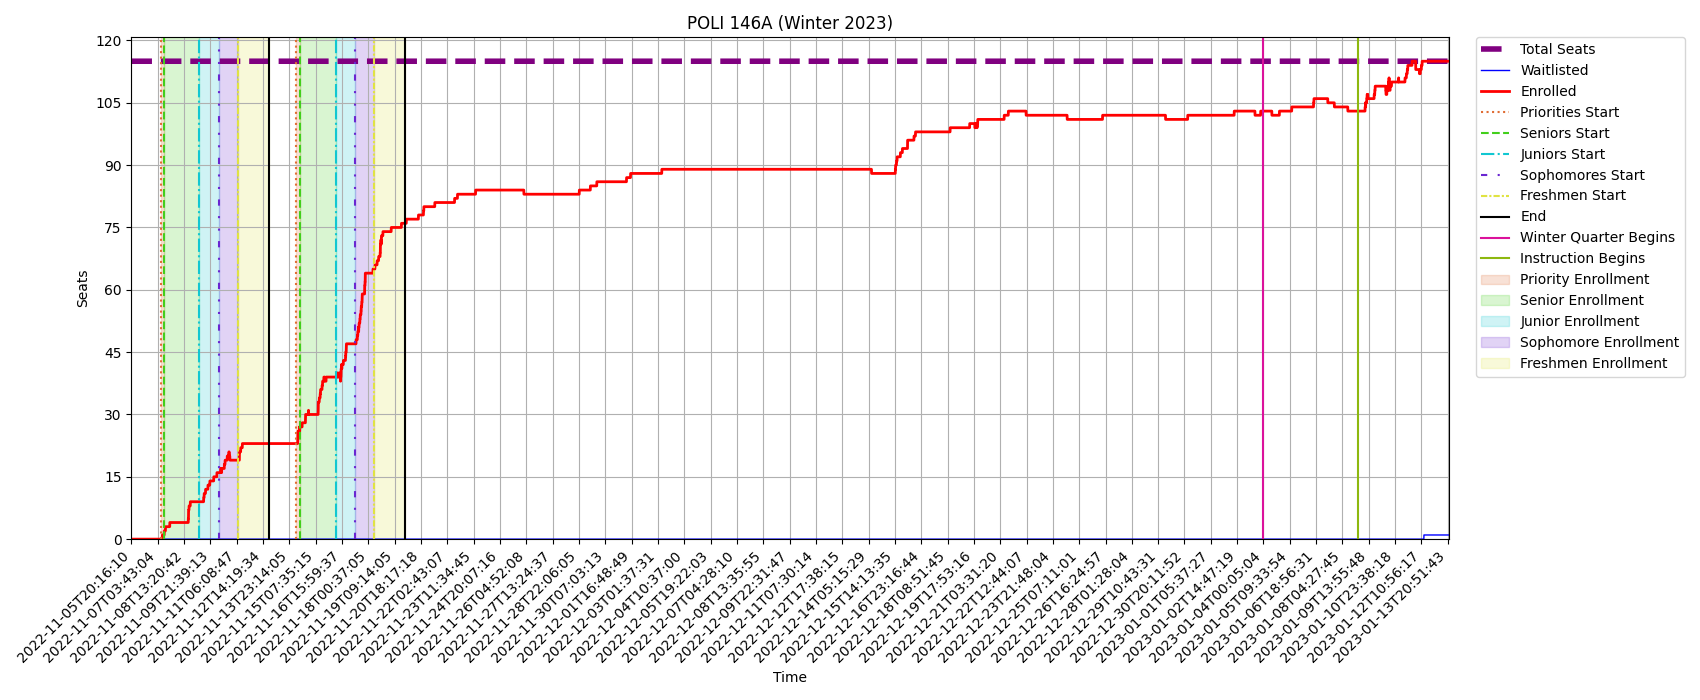 POLI 146A (Winter 2023)
Seats
120
105
90
75
60
45
30
15
0
2022-11-05T20:16:10
2022-11-07T03:43:04
2022-11-08T13:20:42
2022-11-09T21:39:13
2022-11-11T06:08:47
2022-11-12T14:19:34
2022-11-13T23:14:05
2022-11-15T07:35:15
2022-11-16T15:59:37
2022-11-18T00:37:05
2022-11-19T09:14:05
2022-11-20T18:17:18
2022-11-22T02:43:07
2022-11-23T11:34:45
2022-11-24T20:07:16
2022-11-26T04:52:08
2022-11-27T13:24:37
2022-11-28T22:06:05
2022-11-30T07:03:13
2022-12-01T16:48:49
2022-12-03T01:37:31
2022-12-04T10:37:00
2022-12-05T19:22:03
2022-12-07T04:28:10
2022-12-08T13:35:55
2022-12-09T22:31:47
2022-12-11T07:30:14
2022-12-12T17:38:15
2022-12-14T05:15:29
2022-12-15T14:13:35
2022-12-16T23:16:44
2022-12-18T08:51:45
2022-12-19T17:53:16
2022-12-21T03:31:20
2022-12-22T12:44:07
2022-12-23T21:48:04
2022-12-25T07:11:01
2022-12-26T16:24:57
2022-12-28T01:28:04
2022-12-29T10:43:31
2022-12-30T20:11:52
2023-01-01T05:37:27
2023-01-02T14:47:19
2023-01-04T00:05:04
2023-01-05T09:33:54
2023-01-06T18:56:31
2023-01-08T04:27:45
2023-01-09T13:55:48
2023-01-10T23:38:18
2023-01-12T10:56:17
2023-01-13T20:51:43
Time
Total Seats
Waitlisted
Enrolled
Priorities Start
Seniors Start
Juniors Start
Sophomores Start
Freshmen Start
End
Winter Quarter Begins
Instruction Begins
Priority Enrollment
Senior Enrollment
Junior Enrollment
Sophomore Enrollment
Freshmen Enrollment